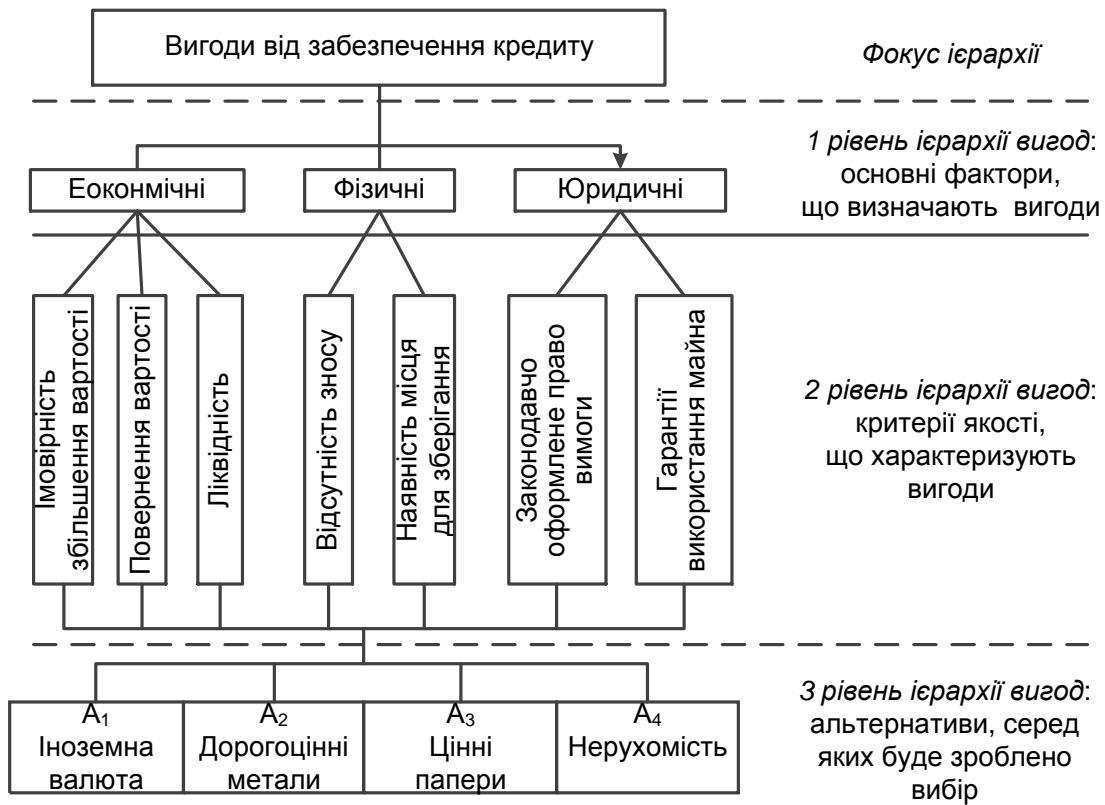 Вигоди від забезпечення кредиту
Фокус ієрархії
1 рівень ієрархії вигод:
основні фактори,
що визначають вигоди
Еоконмічні
Фізичні
Юридичні
Імовірність
збільшення вартості
Повернення вартості
Ліквідність
Відсутність зносу
Наявність місця
для зберігання
Законодавчо
оформлене право
вимоги
Гарантії
використання майна
2 рівень ієрархії вигод:
критерії якості,
що характеризують
вигоди
A₁
Іноземна
валюта
A₂
Дорогоцінні
метали
A₃
Цінні
папери
A₄
Нерухомість
3 рівень ієрархії вигод:
альтернативи, серед
яких буде зроблено
вибір